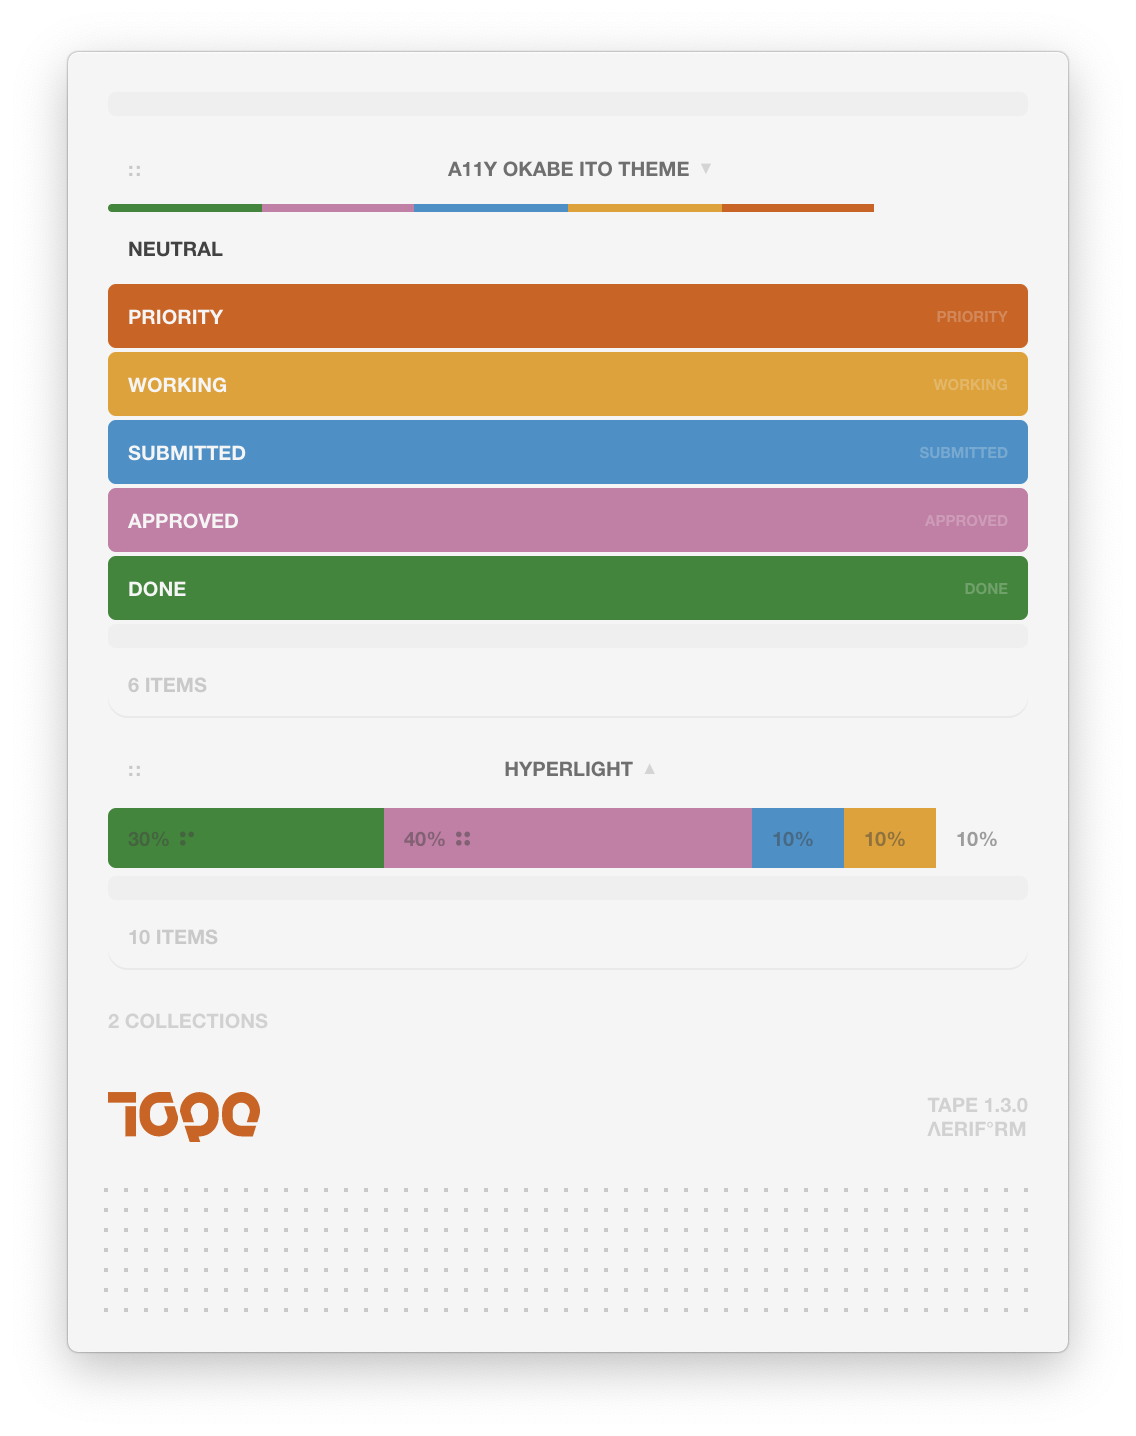 :: A11Y OKABE ITO THEME ▼
NEUTRAL
PRIORITY PRIORITY
WORKING WORKING
SUBMITTED SUBMITTED
APPROVED APPROVED
DONE DONE
6 ITEMS
:: HYPERLIGHT ▲
30% 40% 10% 10% 10%
10 ITEMS
2 COLLECTIONS
Tape
TAPE 1.3.0
ΛERIF°RM